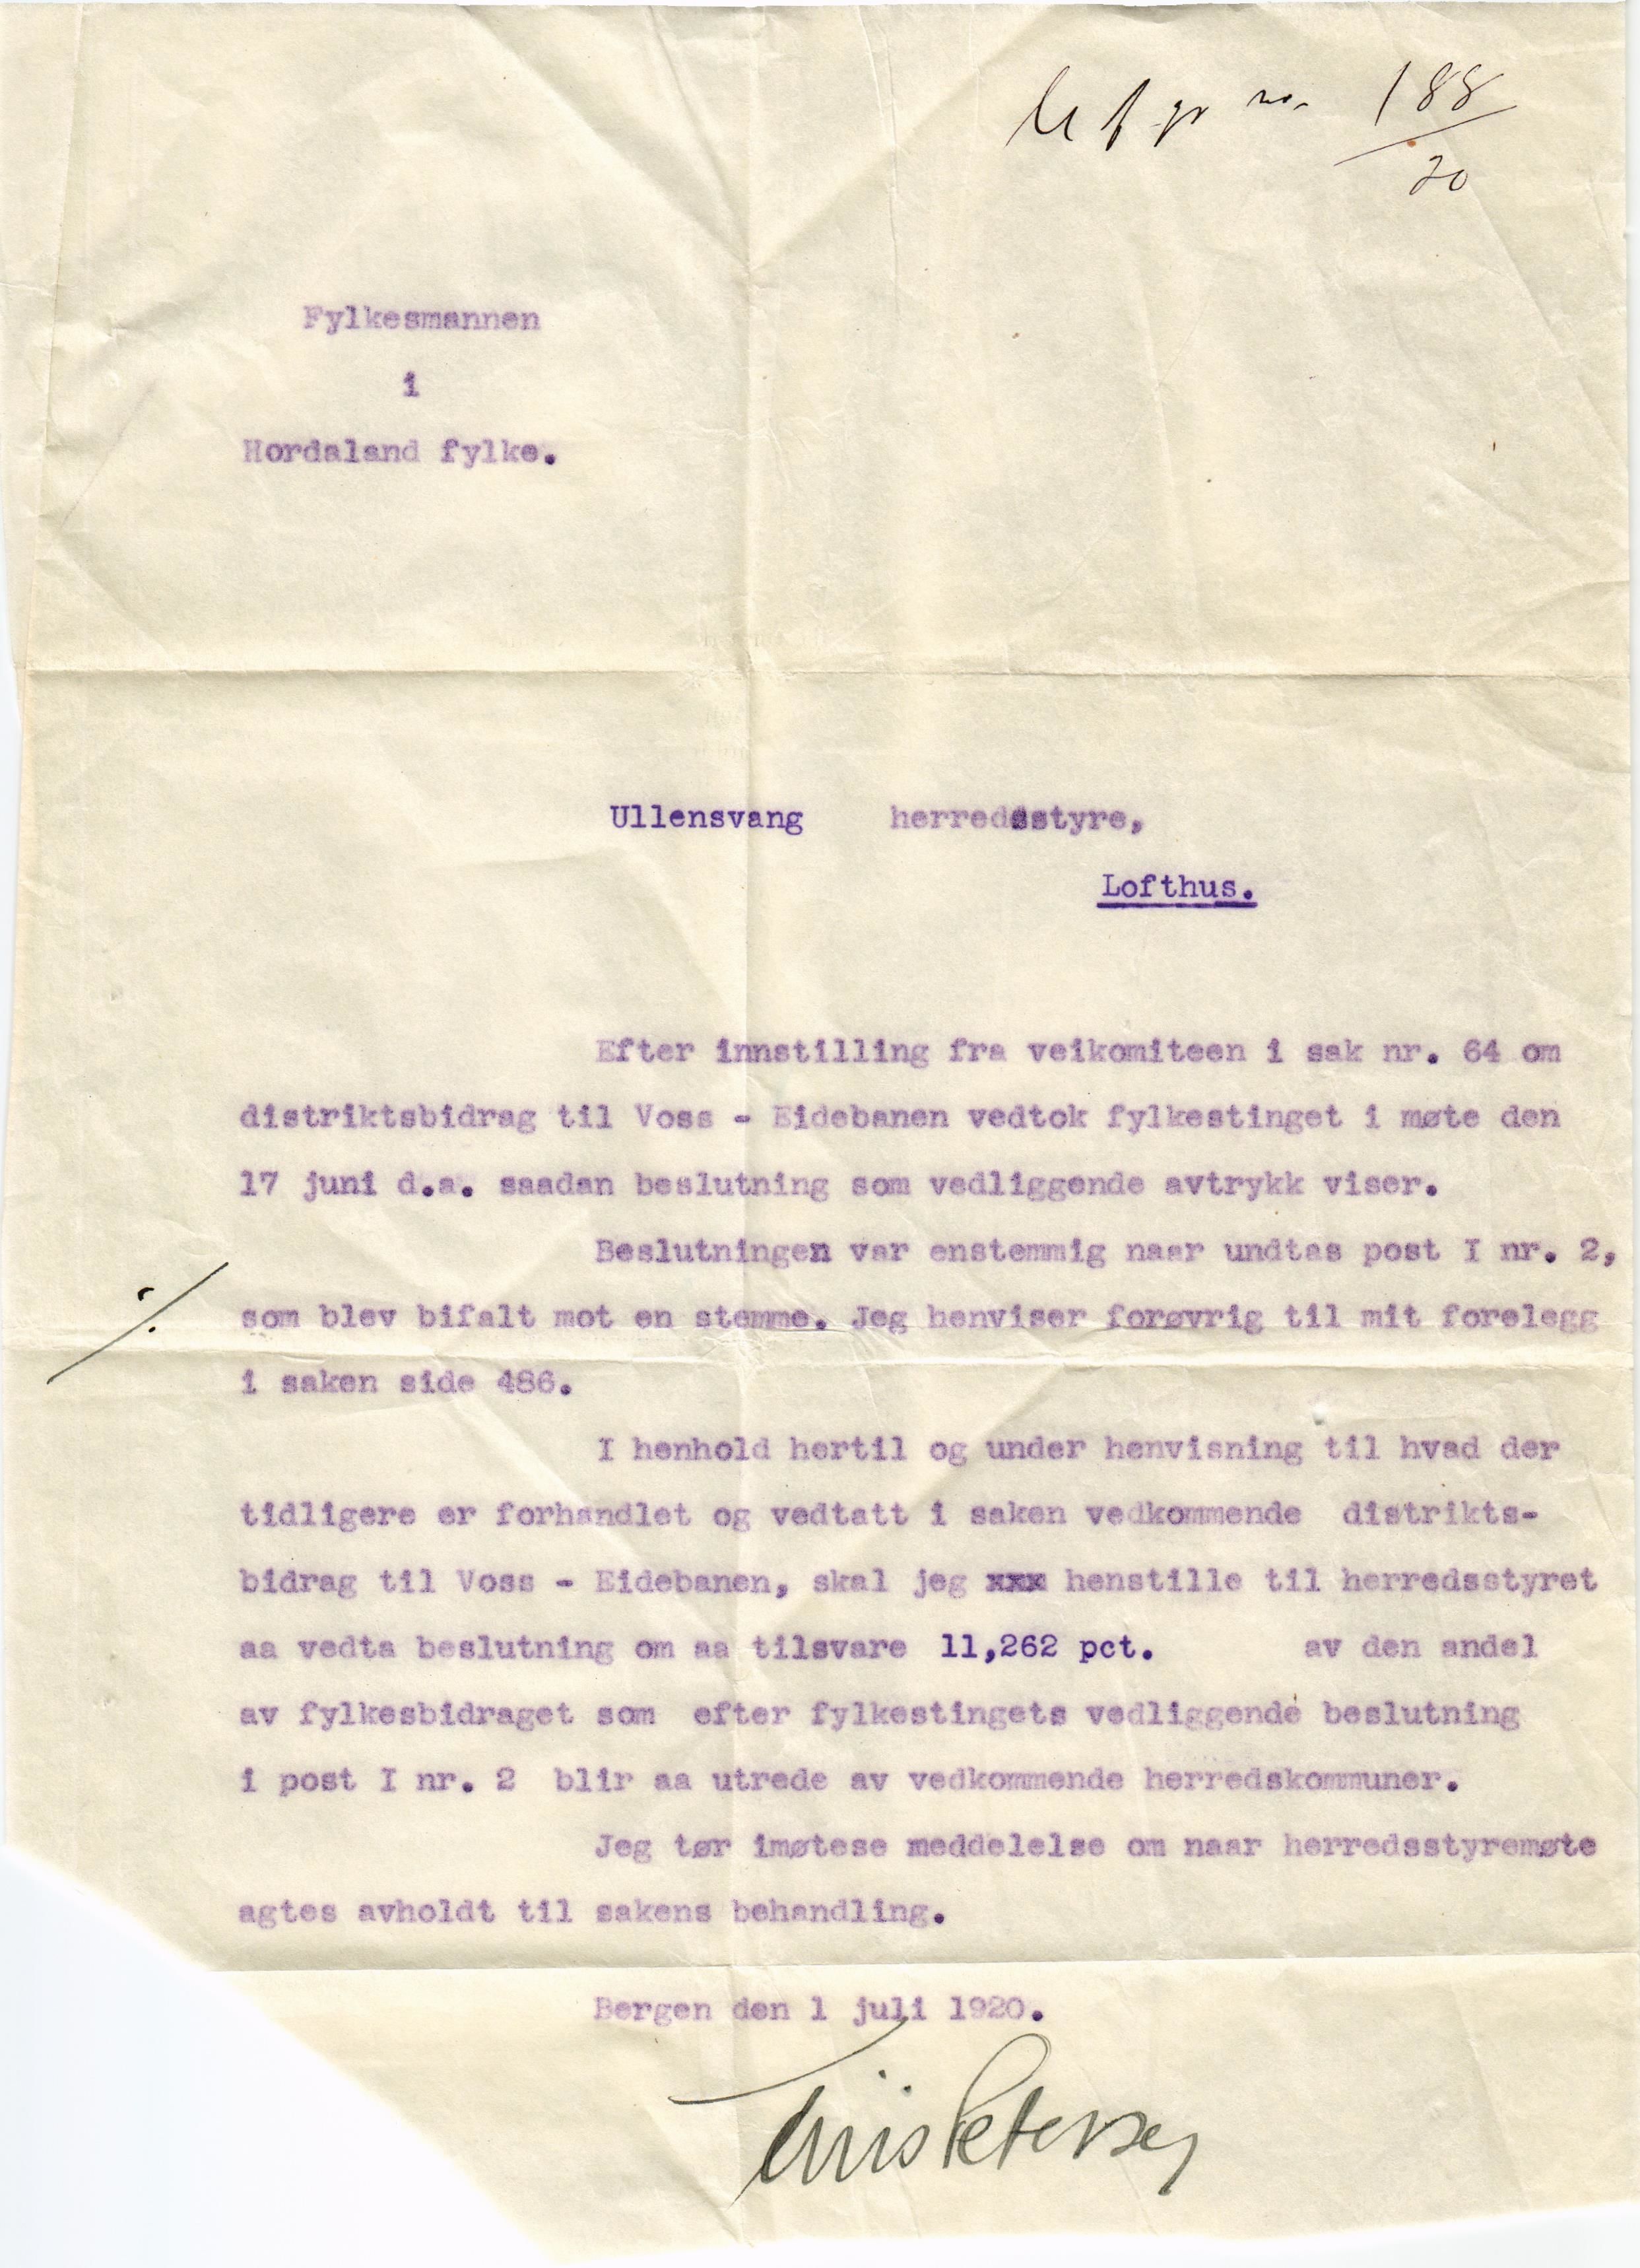 188
20
Fylkesmannen
i
Hordaland fylke.
Ullensvang herredsstyre,
Lofthus.
Efter innstilling fra veikomiteen i sak nr. 64 om
distriktsbidrag til Voss - Eidebanen vedtok fylkestinget i møte den
17 juni d.a. saadan beslutning som vedliggende avtrykk viser.
Beslutningen var enstemmig naar undtas post I nr. 2,
som blev bifalt mot en stemme. Jeg henviser forøvrig til mit forelegg
i saken side 486.
I henhold hertil og under henvisning til hvad der
tidligere er forhandlet og vedtatt i saken vedkommende distrikts-
bidrag til Voss - Eidebanen, skal jeg xxx henstille til herredsstyret
aa vedta beslutning om aa tilsvare 11,262 pct. av den andel
av fylkesbidraget som efter fylkestingets vedliggende beslutning
i post I nr. 2 blir aa utrede av vedkommende herredskommuner.
Jeg tør imøtese meddelelse om naar herredsstyremøte
agtes avholdt til sakens behandling.
Bergen den 1 juli 1920.